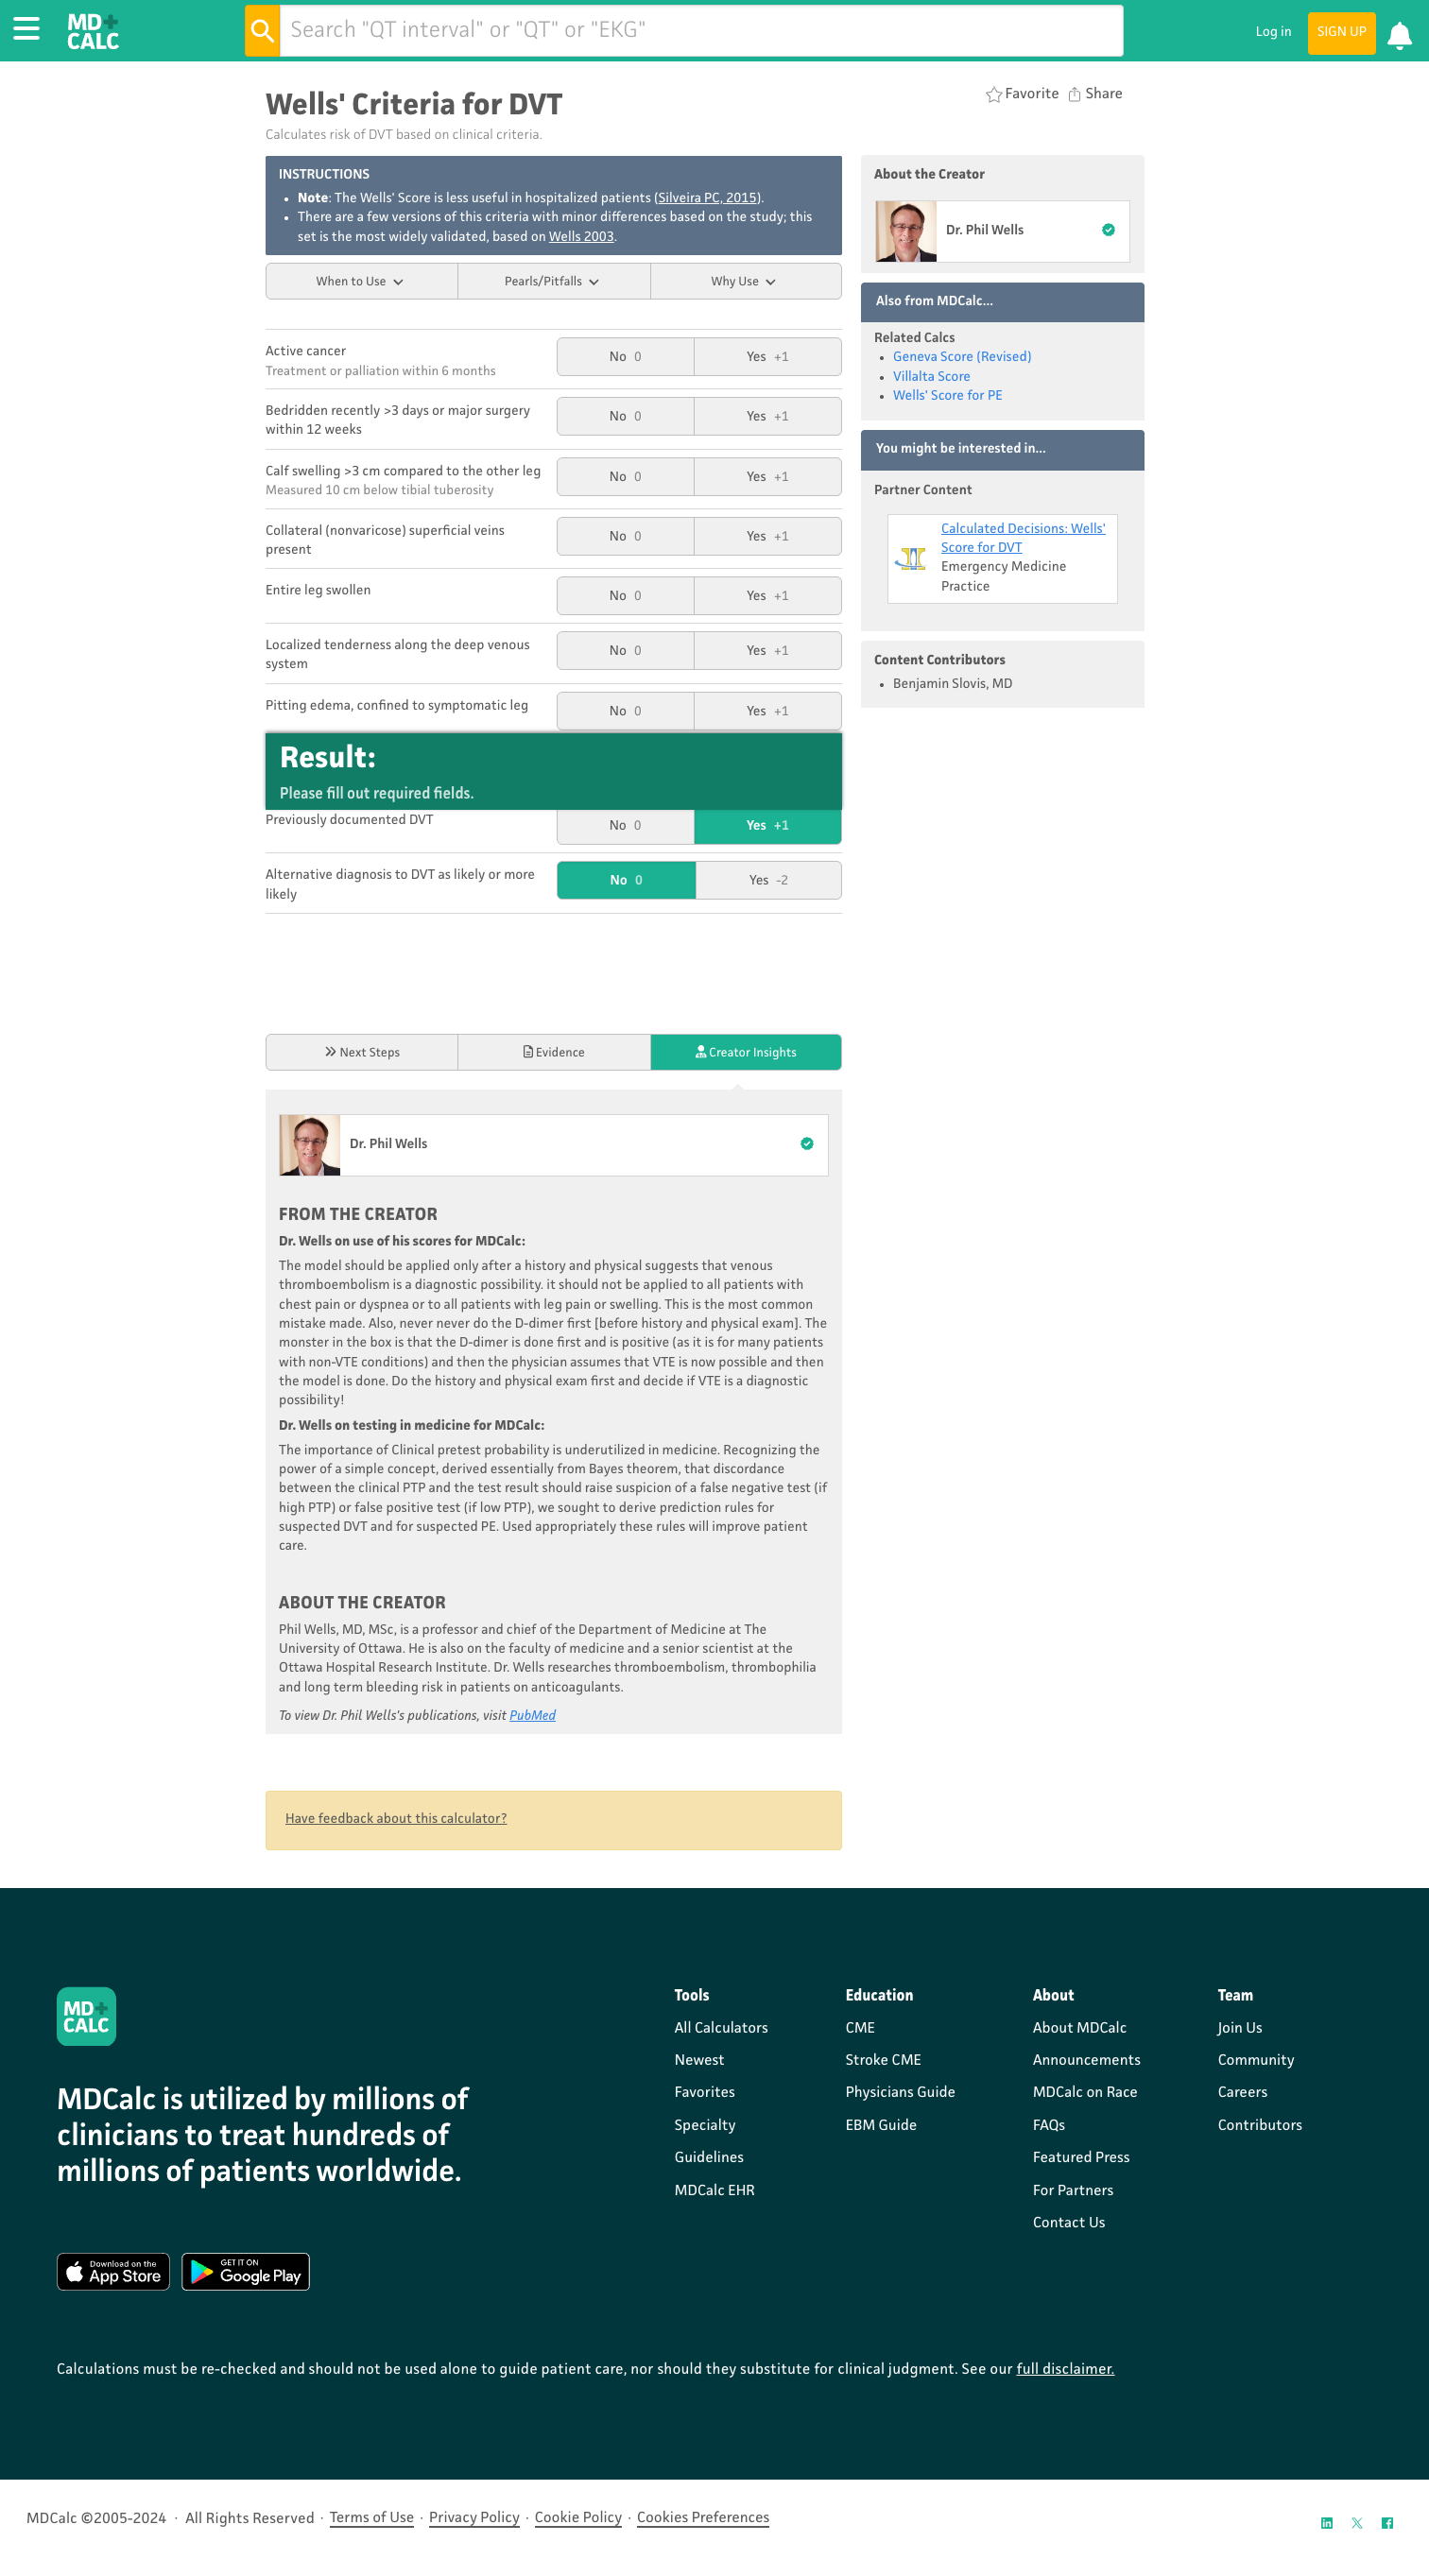 MD+
CALC
Search "QT interval" or "QT" or "EKG"
Log in
SIGN UP
Wells' Criteria for DVT
Calculates risk of DVT based on clinical criteria.
Favorite
Share
INSTRUCTIONS
Note: The Wells' Score is less useful in hospitalized patients (Silveira PC, 2015).
There are a few versions of this criteria with minor differences based on the study; this
set is the most widely validated, based on Wells 2003.
When to Use
Pearls/Pitfalls
Why Use
Active cancer
Treatment or palliation within 6 months
No 0
Yes +1
Bedridden recently >3 days or major surgery
within 12 weeks
No 0
Yes +1
Calf swelling >3 cm compared to the other leg
Measured 10 cm below tibial tuberosity
No 0
Yes +1
Collateral (nonvaricose) superficial veins
present
No 0
Yes +1
Entire leg swollen
No 0
Yes +1
Localized tenderness along the deep venous
system
No 0
Yes +1
Pitting edema, confined to symptomatic leg
No 0
Yes +1
Result:
Please fill out required fields.
Previously documented DVT
No 0
Yes +1
Alternative diagnosis to DVT as likely or more
likely
No 0
Yes -2
Next Steps
Evidence
Creator Insights
Dr. Phil Wells
FROM THE CREATOR
Dr. Wells on use of his scores for MDCalc:
The model should be applied only after a history and physical suggests that venous
thromboembolism is a diagnostic possibility. it should not be applied to all patients with
chest pain or dyspnea or to all patients with leg pain or swelling. This is the most common
mistake made. Also, never never do the D-dimer first [before history and physical exam]. The
monster in the box is that the D-dimer is done first and is positive (as it is for many patients
with non-VTE conditions) and then the physician assumes that VTE is now possible and then
the model is done. Do the history and physical exam first and decide if VTE is a diagnostic
possibility!
Dr. Wells on testing in medicine for MDCalc:
The importance of Clinical pretest probability is underutilized in medicine. Recognizing the
power of a simple concept, derived essentially from Bayes theorem, that discordance
between the clinical PTP and the test result should raise suspicion of a false negative test (if
high PTP) or false positive test (if low PTP), we sought to derive prediction rules for
suspected DVT and for suspected PE. Used appropriately these rules will improve patient
care.
ABOUT THE CREATOR
Phil Wells, MD, MSc, is a professor and chief of the Department of Medicine at The
University of Ottawa. He is also on the faculty of medicine and a senior scientist at the
Ottawa Hospital Research Institute. Dr. Wells researches thromboembolism, thrombophilia
and long term bleeding risk in patients on anticoagulants.
To view Dr. Phil Wells's publications, visit PubMed
Have feedback about this calculator?
About the Creator
Dr. Phil Wells
Also from MDCalc...
Related Calcs
Geneva Score (Revised)
Villalta Score
Wells' Score for PE
You might be interested in...
Partner Content
Calculated Decisions: Wells'
Score for DVT
Emergency Medicine
Practice
Content Contributors
Benjamin Slovis, MD
MD+
CALC
MDCalc is utilized by millions of
clinicians to treat hundreds of
millions of patients worldwide.
Download on the
App Store
GET IT ON
Google Play
Tools
All Calculators
Newest
Favorites
Specialty
Guidelines
MDCalc EHR
Education
CME
Stroke CME
Physicians Guide
EBM Guide
About
About MDCalc
Announcements
MDCalc on Race
FAQs
Featured Press
For Partners
Contact Us
Team
Join Us
Community
Careers
Contributors
Calculations must be re-checked and should not be used alone to guide patient care, nor should they substitute for clinical judgment. See our full disclaimer.
MDCalc ©2005-2024 · All Rights Reserved · Terms of Use · Privacy Policy · Cookie Policy · Cookies Preferences